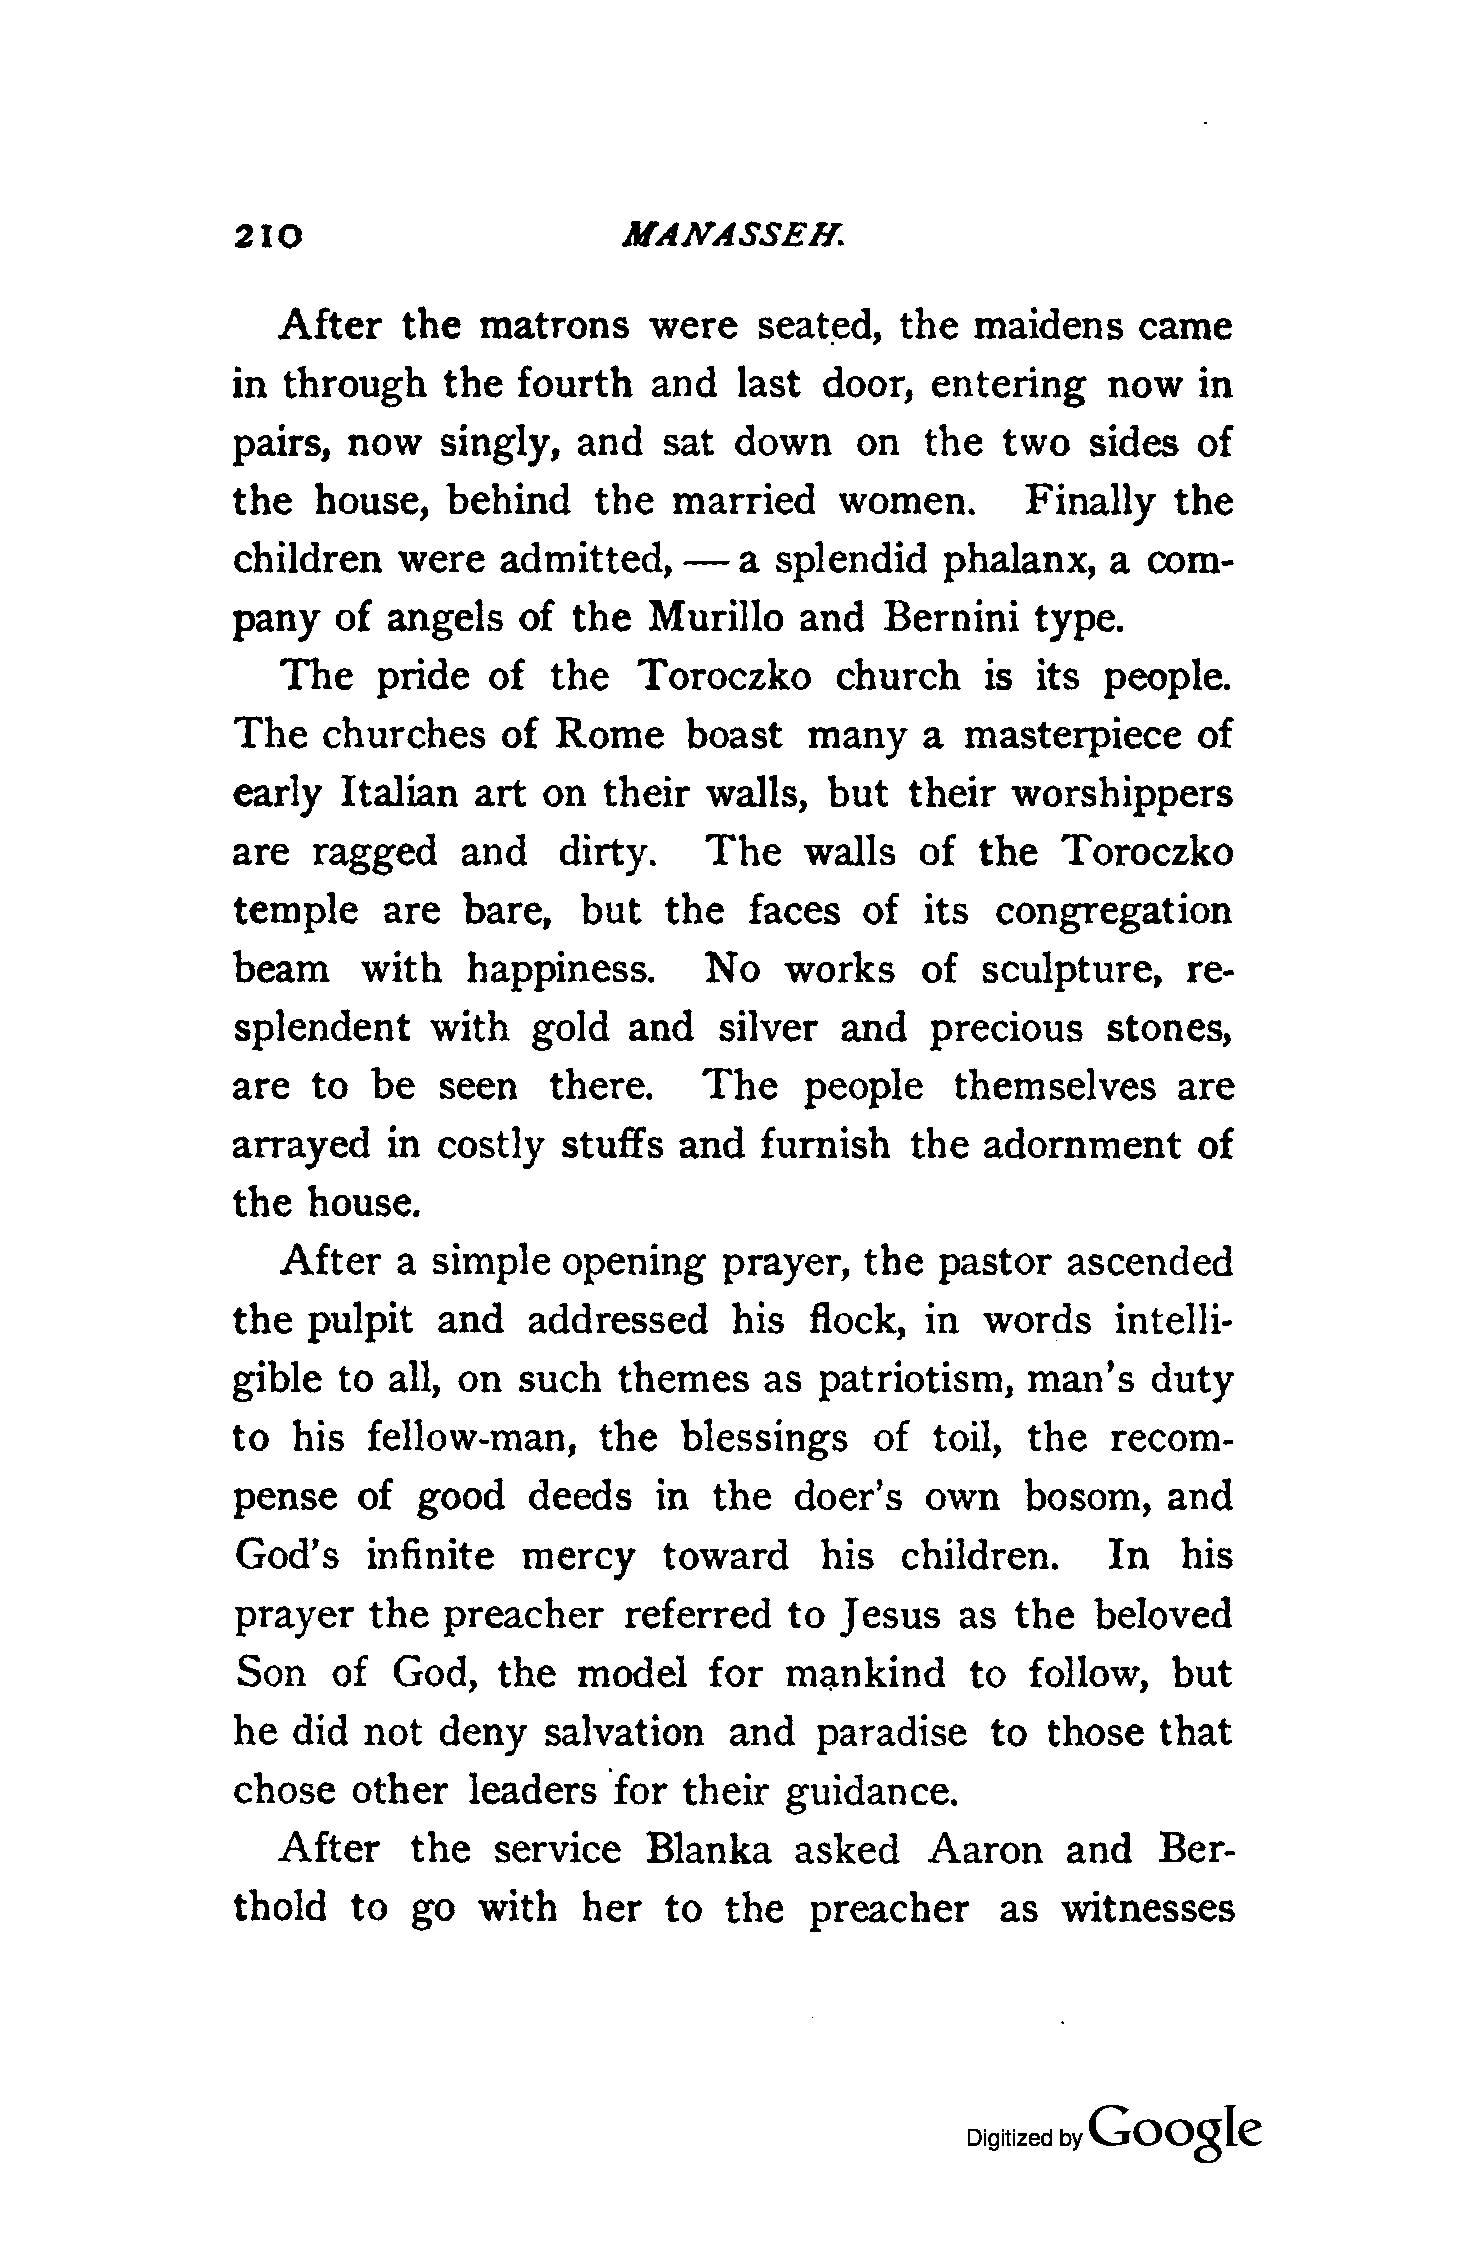 210 MANASSEH.
After the matrons were seated, the maidens came
in through the fourth and last door, entering now in
pairs, now singly, and sat down on the two sides of
the house, behind the married women. Finally the
children were admitted, — a splendid phalanx, a com-
pany of angels of the Murillo and Bernini type.
The pride of the Toroczko church is its people.
The churches of Rome boast many a masterpiece of
early Italian art on their walls, but their worshippers
are ragged and dirty. The walls of the Toroczko
temple are bare, but the faces of its congregation
beam with happiness. No works of sculpture, re-
splendent with gold and silver and precious stones,
are to be seen there. The people themselves are
arrayed in costly stuffs and furnish the adornment of
the house.
After a simple opening prayer, the pastor ascended
the pulpit and addressed his flock, in words intelli-
gible to all, on such themes as patriotism, man's duty
to his fellow-man, the blessings of toil, the recom-
pense of good deeds in the doer's own bosom, and
God's infinite mercy toward his children. In his
prayer the preacher referred to Jesus as the beloved
Son of God, the model for mankind to follow, but
he did not deny salvation and paradise to those that
chose other leaders for their guidance.
After the service Blanka asked Aaron and Ber-
thold to go with her to the preacher as witnesses
Digitized by Google